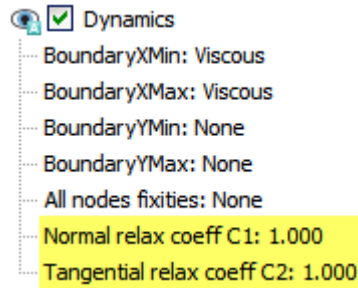 Dynamics
BoundaryXMin: Viscous
BoundaryXMax: Viscous
BoundaryYMin: None
BoundaryYMax: None
All nodes fixities: None
Normal relax coeff C1: 1.000
Tangential relax coeff C2: 1.000